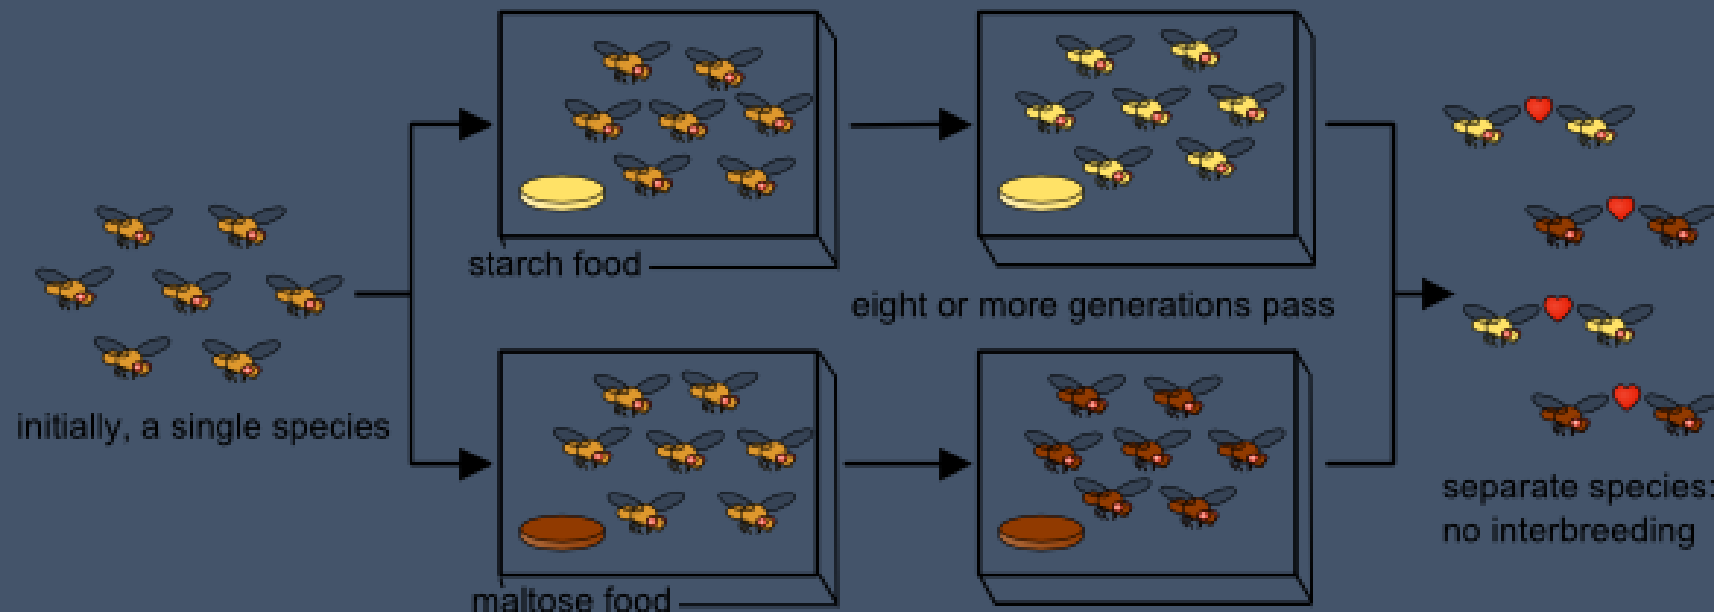 starch food
eight or more generations pass
initially, a single species
separate species:
no interbreeding
maltose food